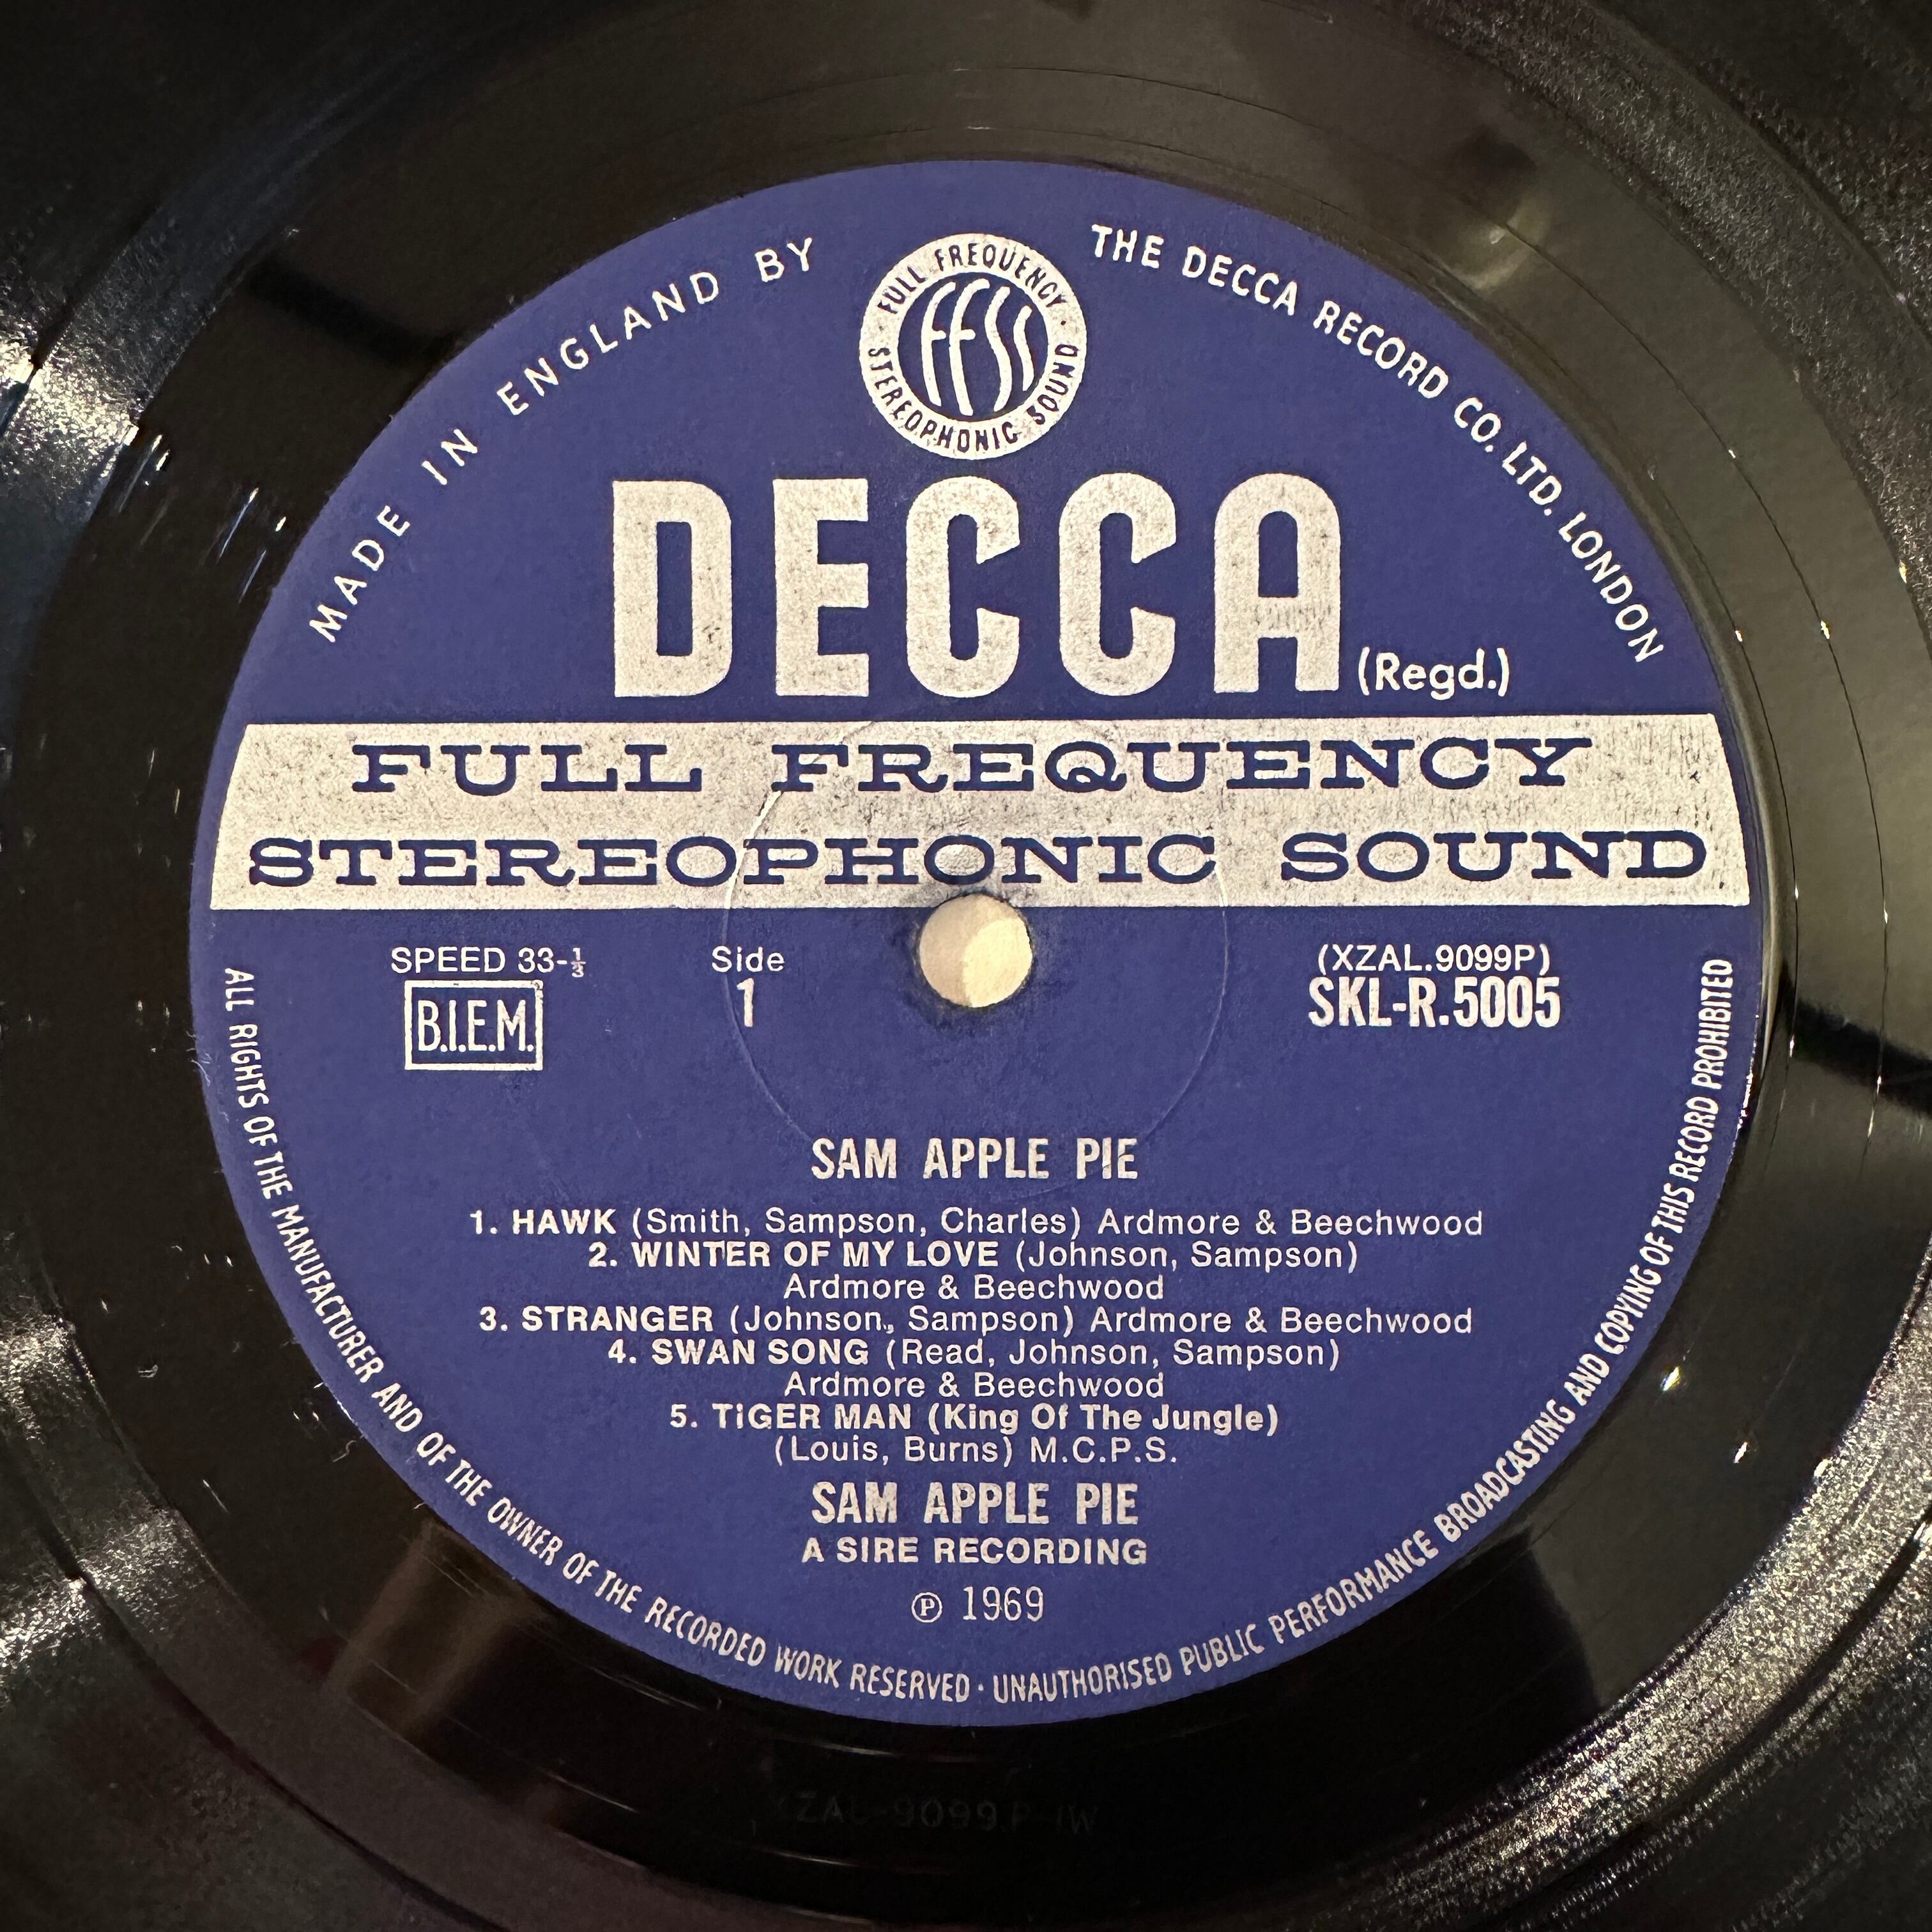 MADE IN ENGLAND BY
THE DECCA RECORD CO. LTD. LONDON
· FULL FREQUENCY · STEREOPHONIC SOUND
FFSS
DECCA (Regd.)
FULL FREQUENCY
STEREOPHONIC SOUND
SPEED 33-⅓
B.I.E.M.
Side
1
(XZAL.9099P)
SKL-R.5005
SAM APPLE PIE
1. HAWK (Smith, Sampson, Charles) Ardmore & Beechwood
2. WINTER OF MY LOVE (Johnson, Sampson)
Ardmore & Beechwood
3. STRANGER (Johnson, Sampson) Ardmore & Beechwood
4. SWAN SONG (Read, Johnson, Sampson)
Ardmore & Beechwood
5. TIGER MAN (King Of The Jungle)
(Louis, Burns) M.C.P.S.
SAM APPLE PIE
A SIRE RECORDING
Ⓟ 1969
ALL RIGHTS OF THE MANUFACTURER AND OF THE OWNER OF THE RECORDED WORK RESERVED · UNAUTHORISED PUBLIC PERFORMANCE BROADCASTING AND COPYING OF THIS RECORD PROHIBITED
XZAL-9099.P-1W